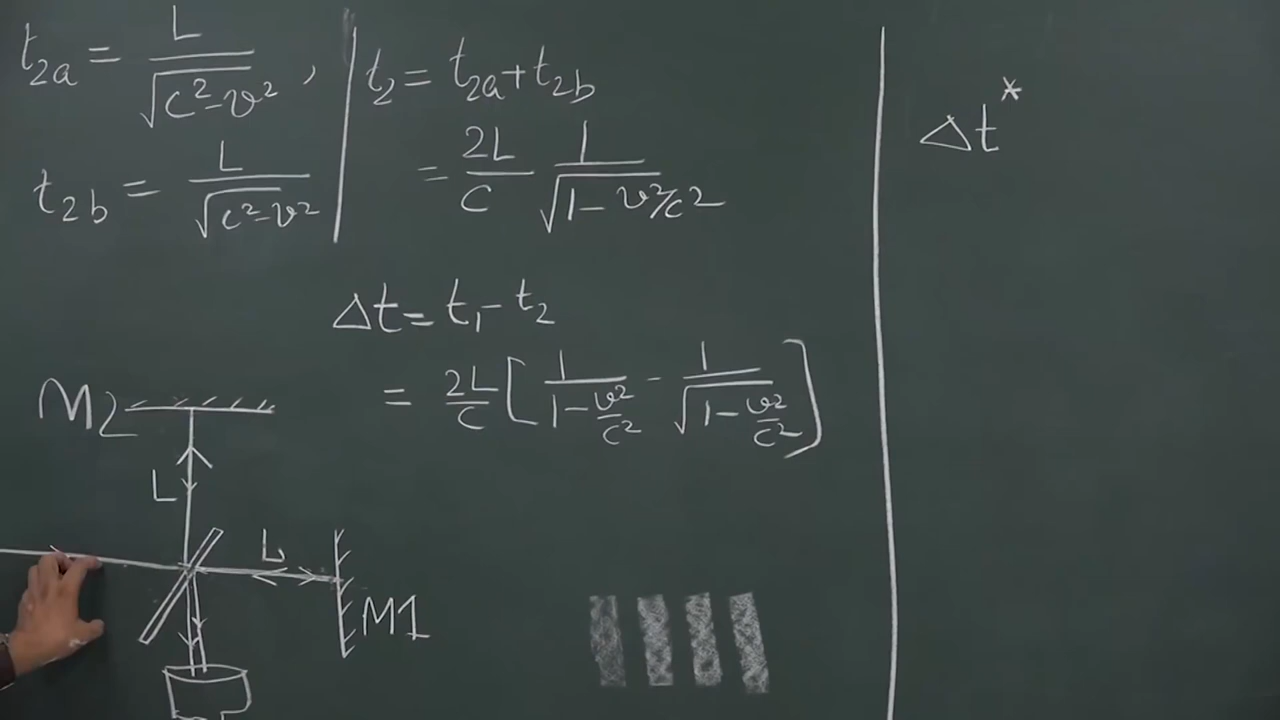 t₂ₐ = L / √(c²-v²) ,
t₂b = L / √(c²-v²)
t₂ = t₂ₐ + t₂b
= 2L/C 1/√(1-v²/c²)
Δt = t₁ - t₂
= 2L/C [ 1/(1-v²/c²) - 1/√(1-v²/c²) ]
M2
L
L
M1
Δt*